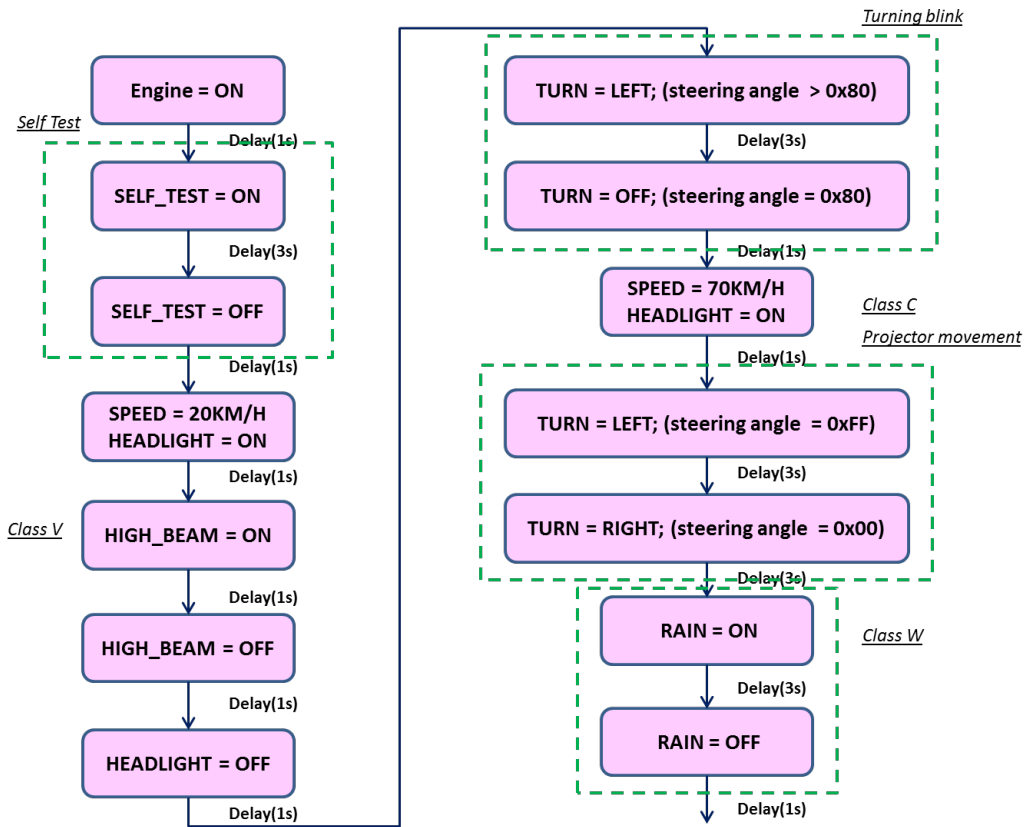 Engine = ON
Self Test
Delay(1s)
SELF_TEST = ON
Delay(3s)
SELF_TEST = OFF
Delay(1s)
SPEED = 20KM/H
HEADLIGHT = ON
Delay(1s)
Class V
HIGH_BEAM = ON
Delay(1s)
HIGH_BEAM = OFF
Delay(1s)
HEADLIGHT = OFF
Delay(1s)
Turning blink
TURN = LEFT; (steering angle > 0x80)
Delay(3s)
TURN = OFF; (steering angle = 0x80)
Delay(1s)
SPEED = 70KM/H
HEADLIGHT = ON
Class C
Projector movement
Delay(1s)
TURN = LEFT; (steering angle = 0xFF)
Delay(3s)
TURN = RIGHT; (steering angle = 0x00)
Delay(3s)
RAIN = ON
Class W
Delay(3s)
RAIN = OFF
Delay(1s)